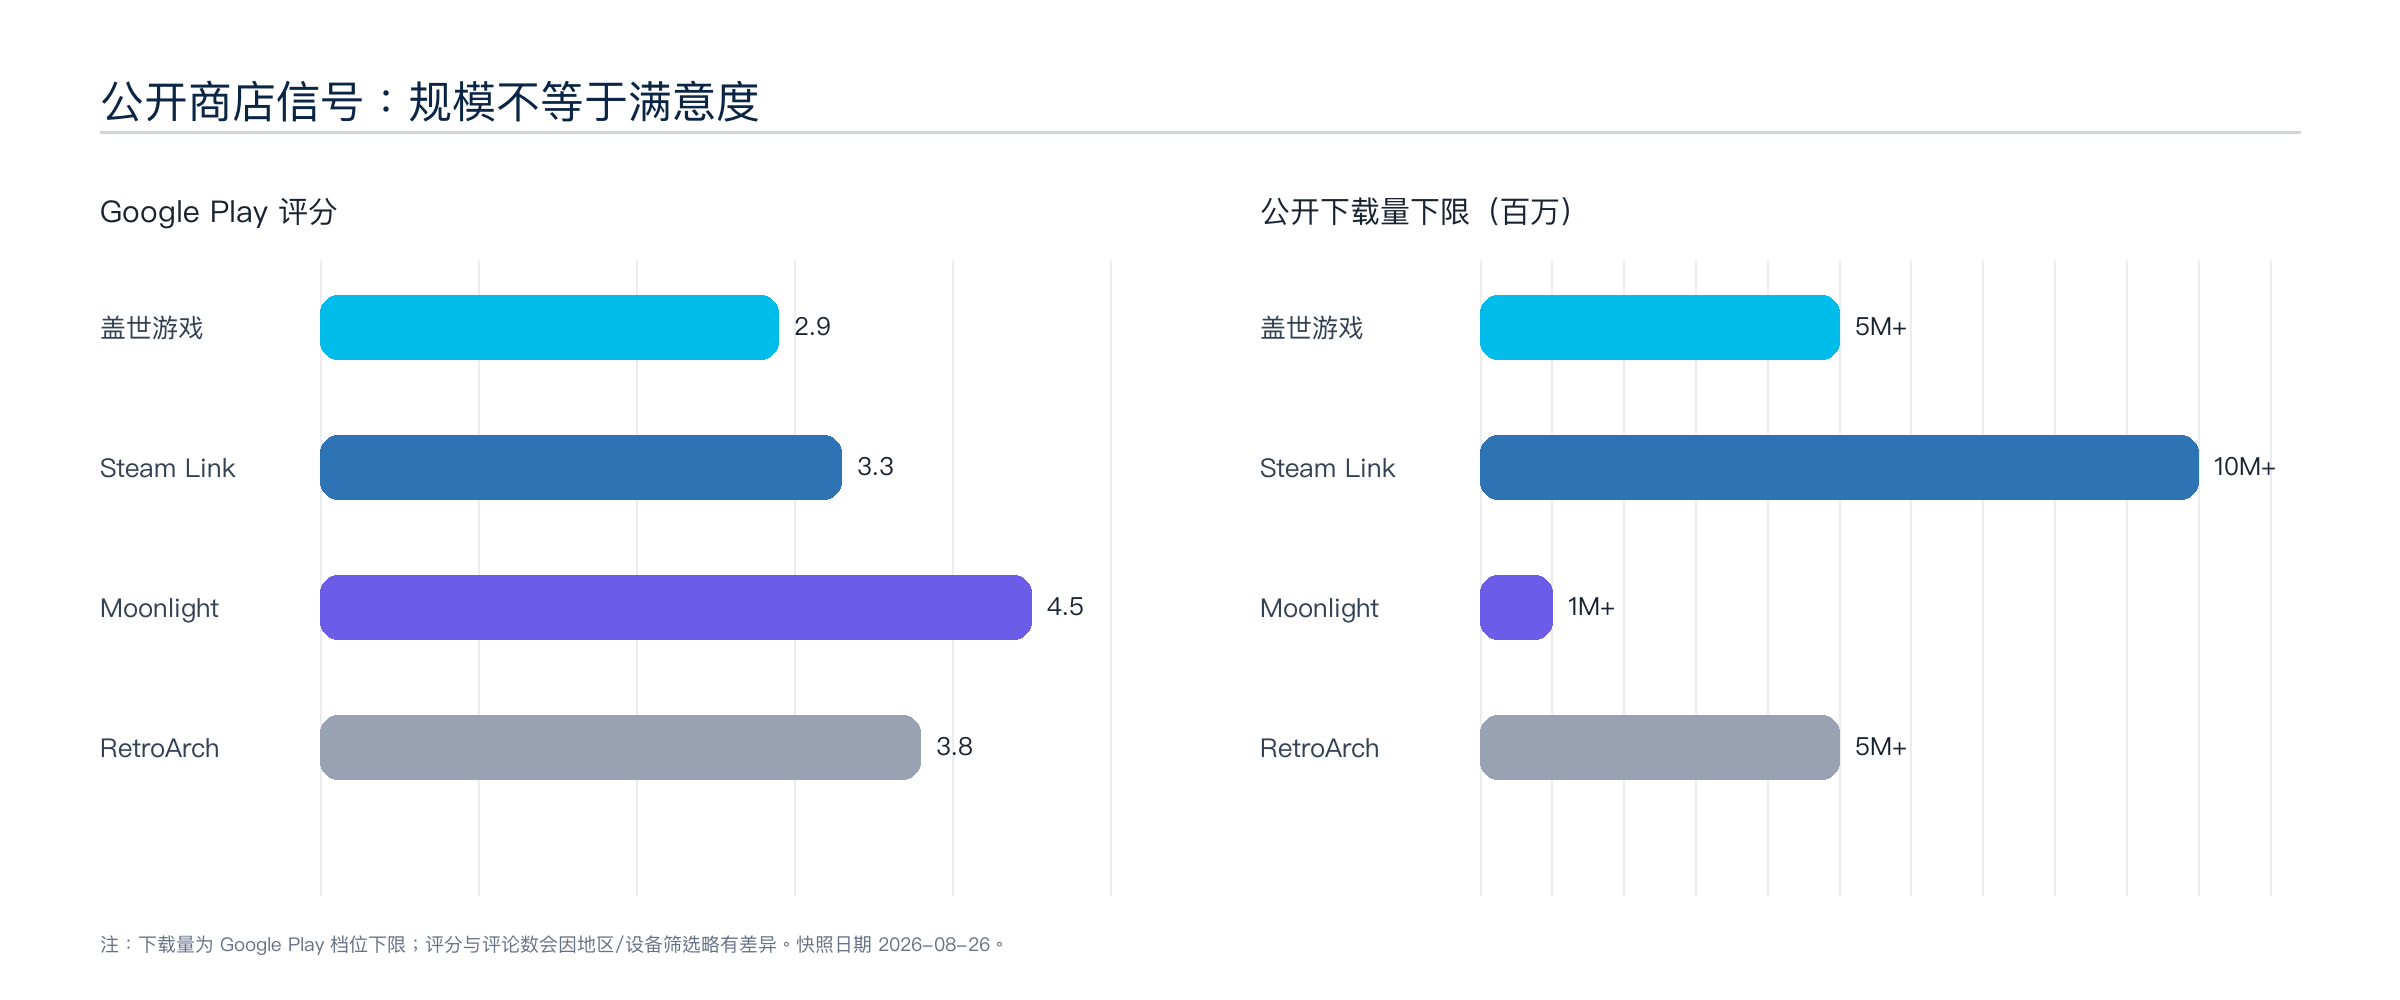 公开商店信号：规模不等于满意度
Google Play 评分
盖世游戏
2.9
Steam Link
3.3
Moonlight
4.5
RetroArch
3.8
公开下载量下限（百万）
盖世游戏
5M+
Steam Link
10M+
Moonlight
1M+
RetroArch
5M+
注：下载量为 Google Play 档位下限；评分与评论数会因地区/设备筛选略有差异。快照日期 2026–08–26。